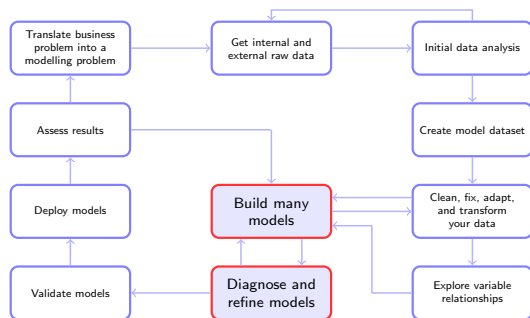 Translate business
problem into a
modelling problem
Get internal and
external raw data
Initial data analysis
Assess results
Create model dataset
Deploy models
Build many
models
Clean, fix, adapt,
and transform
your data
Validate models
Diagnose and
refine models
Explore variable
relationships